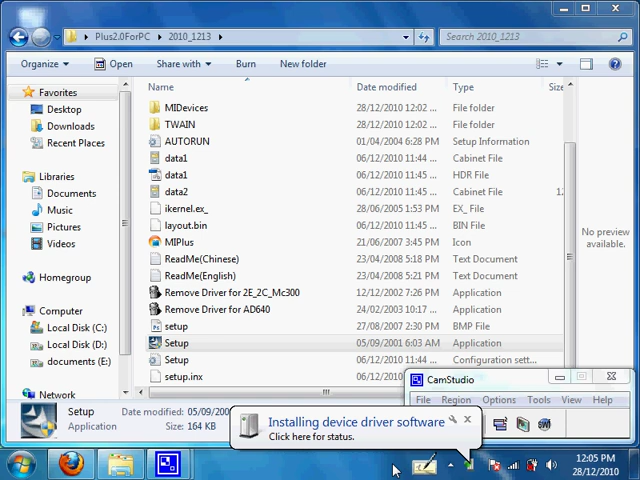 Plus2.0ForPC
2010_1213
Search 2010_1213
Organize
Open
Share with
Burn
New folder
Favorites
Desktop
Downloads
Recent Places
Libraries
Documents
Music
Pictures
Videos
Homegroup
Computer
Local Disk (C:)
Local Disk (D:)
documents (E:)
Network
Name Date modified Type Size
MIDevices 28/12/2010 12:02 ... File folder
TWAIN 28/12/2010 12:02 ... File folder
AUTORUN 01/04/2004 6:28 PM Setup Information
data1 06/12/2010 11:44 ... Cabinet File
data1 06/12/2010 11:45 ... HDR File
data2 06/12/2010 11:45 ... Cabinet File
ikernel.ex_ 28/06/2005 1:53 PM EX_ File
layout.bin 06/12/2010 11:45 ... BIN File
MIPlus 21/06/2007 3:45 PM Icon
ReadMe(Chinese) 23/04/2008 5:18 PM Text Document
ReadMe(English) 23/04/2008 5:21 PM Text Document
Remove Driver for 2E_2C_Mc300 12/12/2002 7:26 PM Application
Remove Driver for AD640 24/02/2003 10:17 ... Application
setup 27/08/2007 2:30 PM BMP File
Setup 05/09/2001 6:03 AM Application
Setup 06/12/2010 11:44 ... Configuration sett...
setup.inx 06/12/2010
No preview
available.
Setup
Application
Date modified: 05/09/200
Size: 164 KB
CamStudio
File Region Options Tools View Help
Installing device driver software
Click here for status.
12:05 PM
28/12/2010